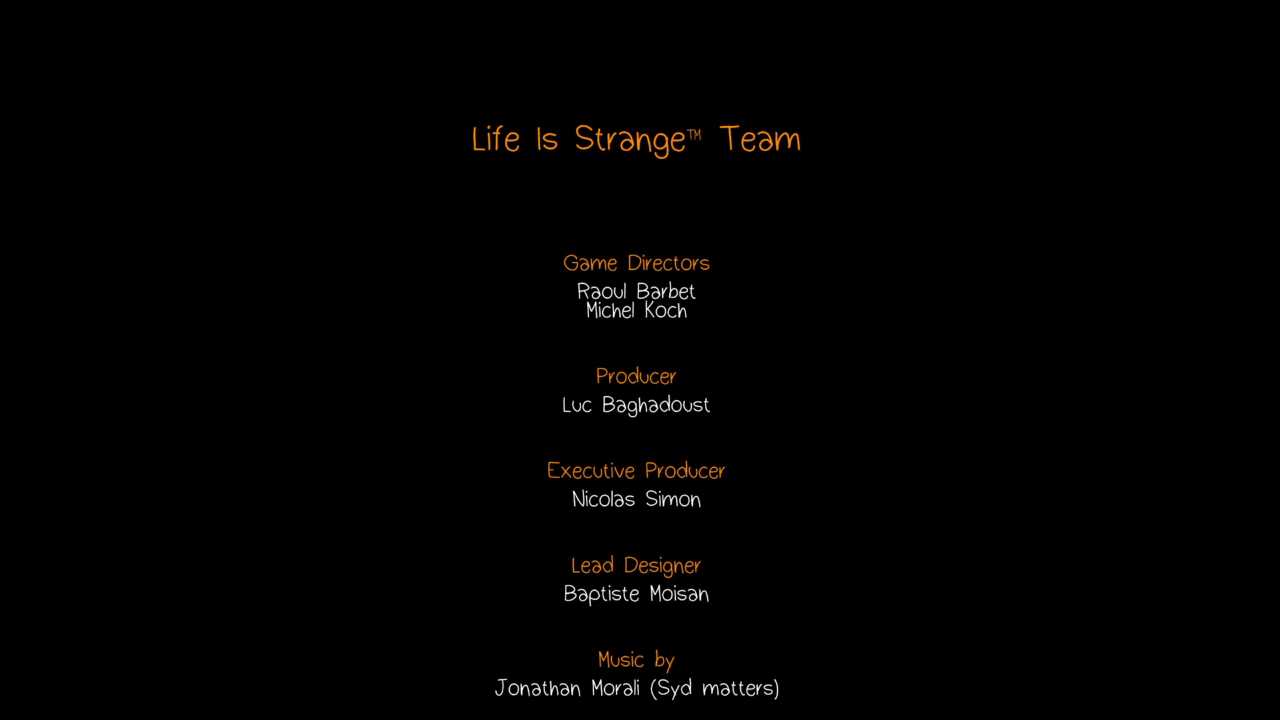 Life Is Strange™ Team
Game Directors
Raoul Barbet
Michel Koch
Producer
Luc Baghadoust
Executive Producer
Nicolas Simon
Lead Designer
Baptiste Moisan
Music by
Jonathan Morali (Syd matters)